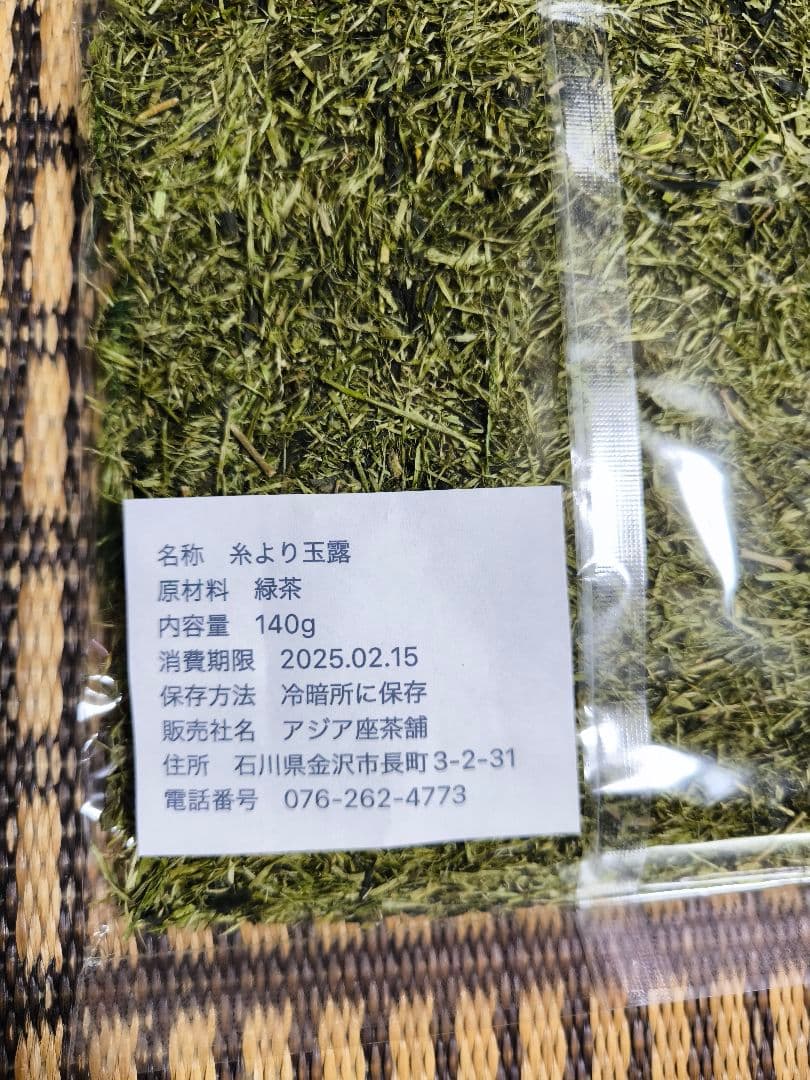 名称 糸より玉露
原材料 緑茶
内容量 140g
消費期限 2025.02.15
保存方法 冷暗所に保存
販売社名 アジア座茶舗
住所 石川県金沢市長町3-2-31
電話番号 076-262-4773